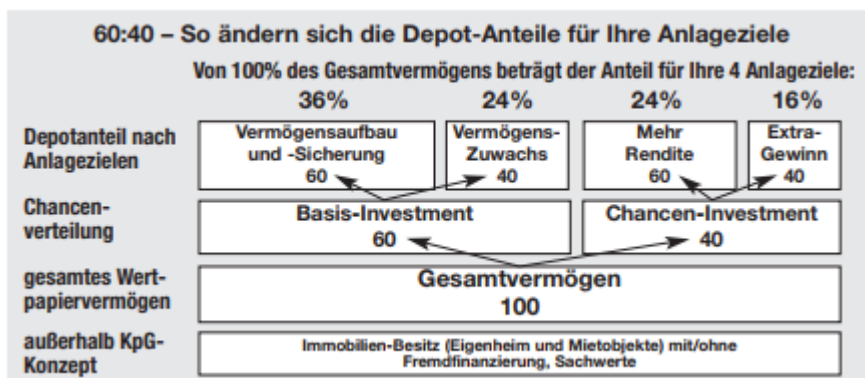 60:40 – So ändern sich die Depot-Anteile für Ihre Anlageziele
Von 100% des Gesamtvermögens beträgt der Anteil für Ihre 4 Anlageziele:
36% 24% 24% 16%
Depotanteil nach
Anlagezielen
Vermögensaufbau
und -Sicherung
60
Vermögens-
Zuwachs
40
Mehr
Rendite
60
Extra-
Gewinn
40
Chancen-
verteilung
Basis-Investment
60
Chancen-Investment
40
gesamtes Wert-
papiervermögen
Gesamtvermögen
100
außerhalb KpG-
Konzept
Immobilien-Besitz (Eigenheim und Mietobjekte) mit/ohne
Fremdfinanzierung, Sachwerte